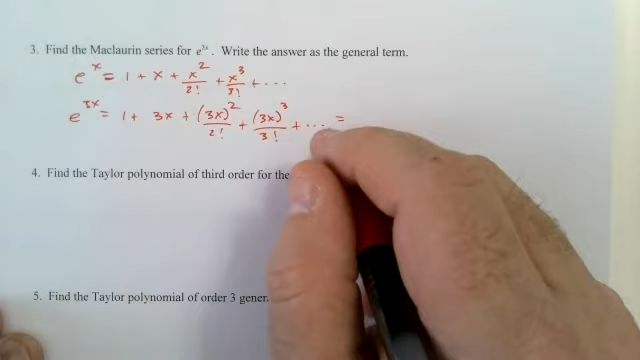 3. Find the Maclaurin series for e^{3x}. Write the answer as the general term.
e^x = 1 + x + x^2/2! + x^3/3! + ...
e^{3x} = 1 + 3x + (3x)^2/2! + (3x)^3/3! + ... =
4. Find the Taylor polynomial of third order for the
5. Find the Taylor polynomial of order 3 gener